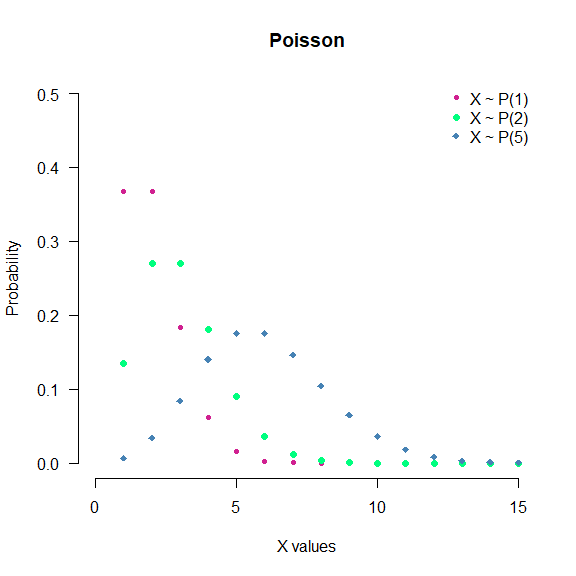 Poisson
0.5
0.4
0.3
0.2
0.1
0.0
Probability
X ~ P(1)
X ~ P(2)
X ~ P(5)
0 5 10 15
X values